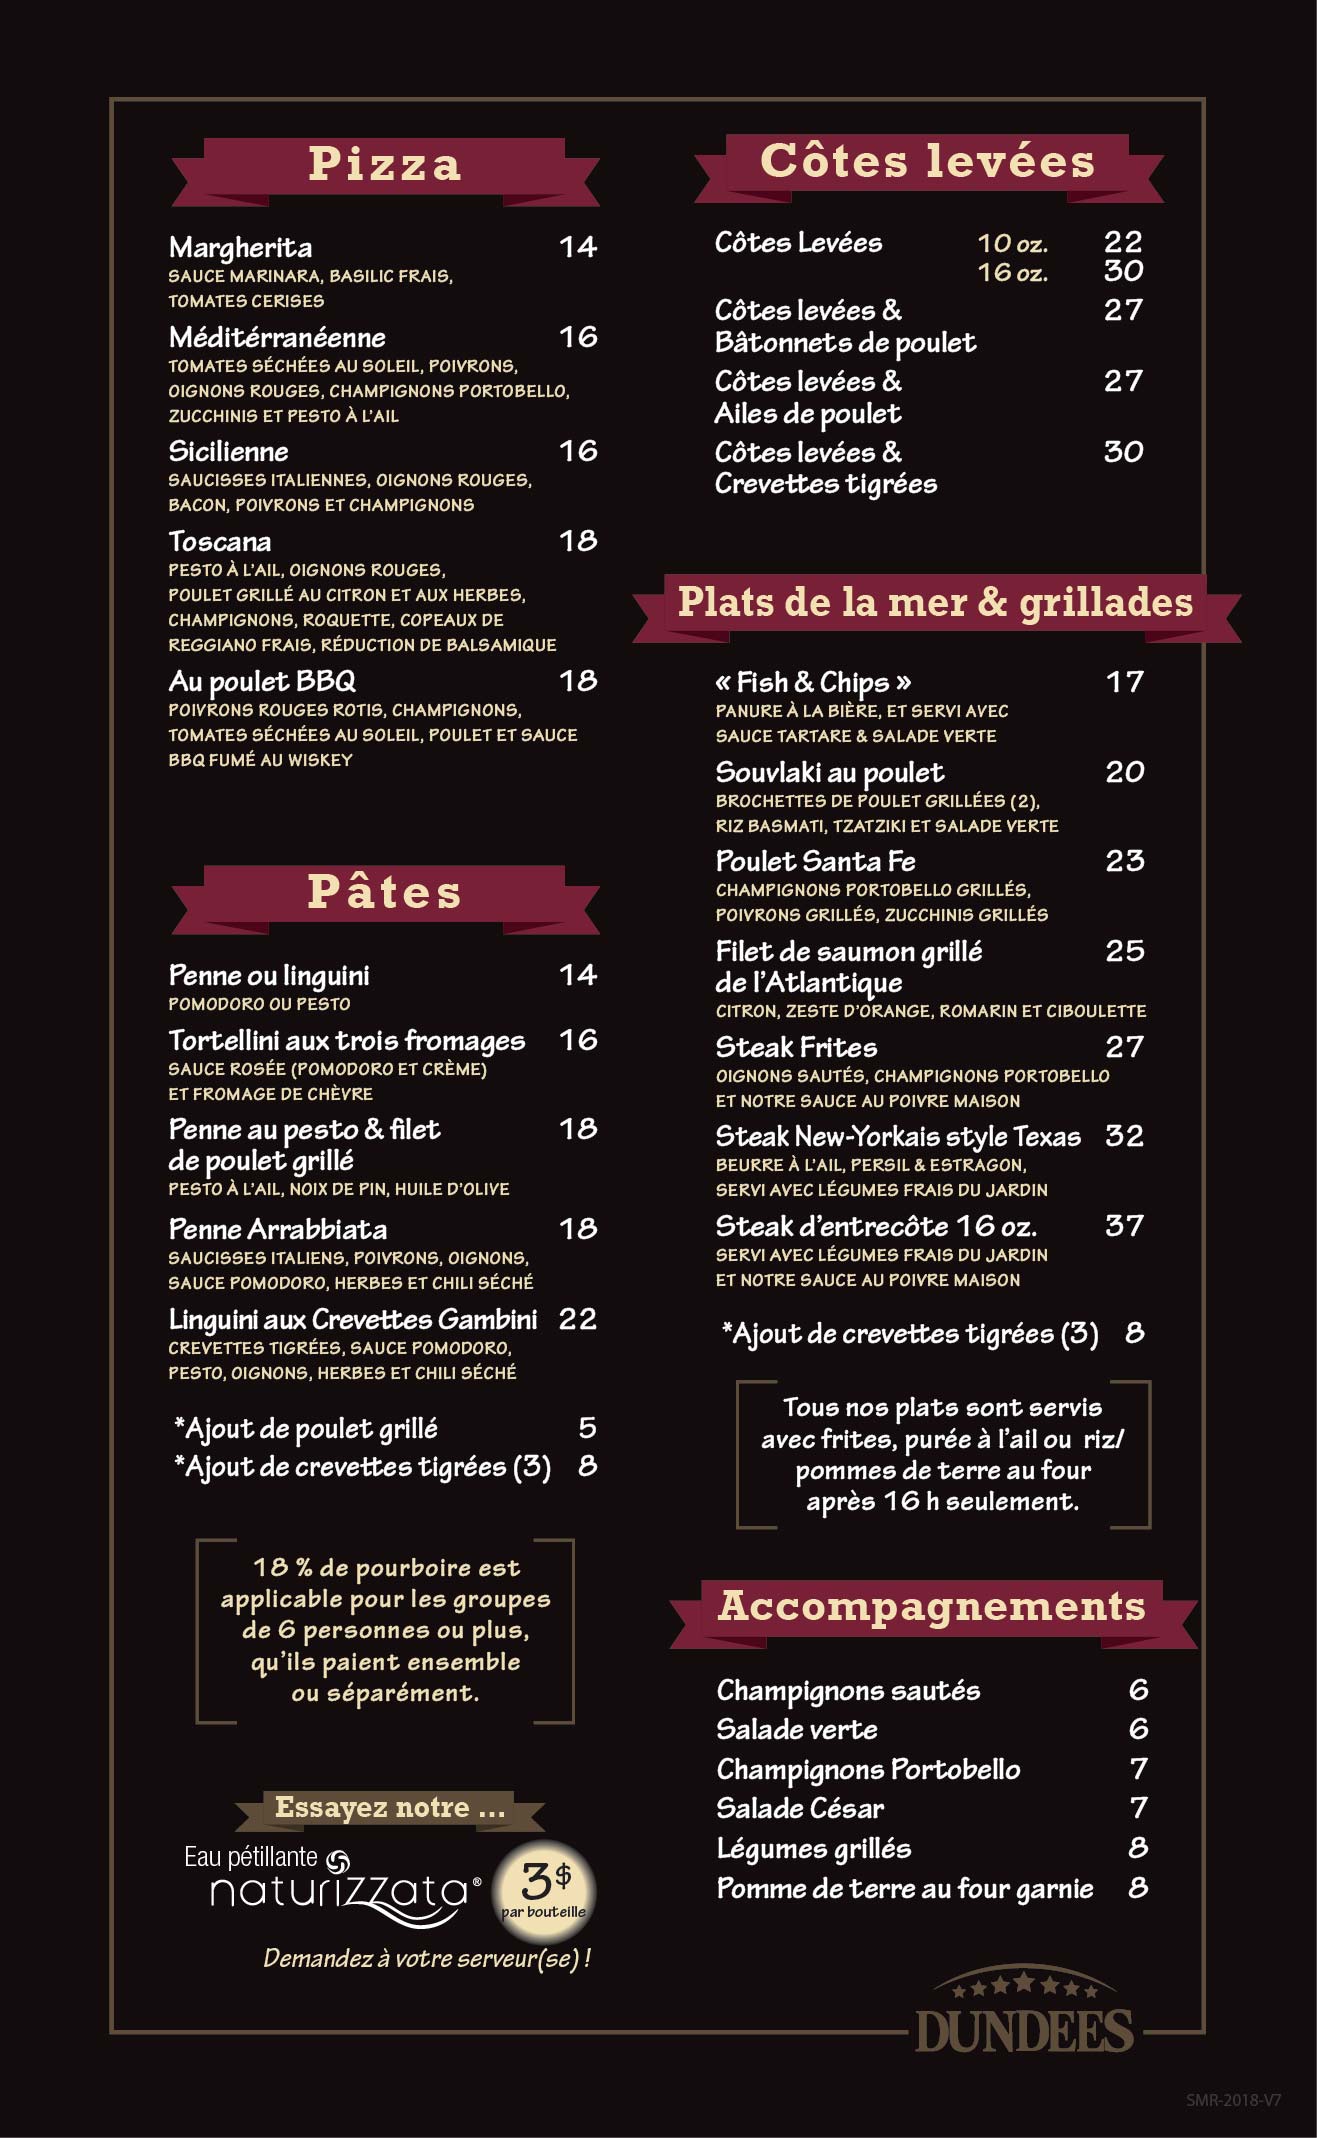 Pizza
Margherita 14
SAUCE MARINARA, BASILIC FRAIS,
TOMATES CERISES
Méditérranéenne 16
TOMATES SÉCHÉES AU SOLEIL, POIVRONS,
OIGNONS ROUGES, CHAMPIGNONS PORTOBELLO,
ZUCCHINIS ET PESTO À L'AIL
Sicilienne 16
SAUCISSES ITALIENNES, OIGNONS ROUGES,
BACON, POIVRONS ET CHAMPIGNONS
Toscana 18
PESTO À L'AIL, OIGNONS ROUGES,
POULET GRILLÉ AU CITRON ET AUX HERBES,
CHAMPIGNONS, ROQUETTE, COPEAUX DE
REGGIANO FRAIS, RÉDUCTION DE BALSAMIQUE
Au poulet BBQ 18
POIVRONS ROUGES ROTIS, CHAMPIGNONS,
TOMATES SÉCHÉES AU SOLEIL, POULET ET SAUCE
BBQ FUMÉ AU WISKEY
Pâtes
Penne ou linguini 14
POMODORO OU PESTO
Tortellini aux trois fromages 16
SAUCE ROSÉE (POMODORO ET CRÈME)
ET FROMAGE DE CHÈVRE
Penne au pesto & filet 18
de poulet grillé
PESTO À L'AIL, NOIX DE PIN, HUILE D'OLIVE
Penne Arrabbiata 18
SAUCISSES ITALIENS, POIVRONS, OIGNONS,
SAUCE POMODORO, HERBES ET CHILI SÉCHÉ
Linguini aux Crevettes Gambini 22
CREVETTES TIGRÉES, SAUCE POMODORO,
PESTO, OIGNONS, HERBES ET CHILI SÉCHÉ
*Ajout de poulet grillé 5
*Ajout de crevettes tigrées (3) 8
18 % de pourboire est
applicable pour les groupes
de 6 personnes ou plus,
qu'ils paient ensemble
ou séparément.
Essayez notre ...
Eau pétillante
naturizzata®
3$
par bouteille
Demandez à votre serveur(se) !
Côtes levées
Côtes Levées 10 oz. 22
16 oz. 30
Côtes levées & 27
Bâtonnets de poulet
Côtes levées & 27
Ailes de poulet
Côtes levées & 30
Crevettes tigrées
Plats de la mer & grillades
« Fish & Chips » 17
PANURE À LA BIÈRE, ET SERVI AVEC
SAUCE TARTARE & SALADE VERTE
Souvlaki au poulet 20
BROCHETTES DE POULET GRILLÉES (2),
RIZ BASMATI, TZATZIKI ET SALADE VERTE
Poulet Santa Fe 23
CHAMPIGNONS PORTOBELLO GRILLÉS,
POIVRONS GRILLÉS, ZUCCHINIS GRILLÉS
Filet de saumon grillé 25
de l'Atlantique
CITRON, ZESTE D'ORANGE, ROMARIN ET CIBOULETTE
Steak Frites 27
OIGNONS SAUTÉS, CHAMPIGNONS PORTOBELLO
ET NOTRE SAUCE AU POIVRE MAISON
Steak New-Yorkais style Texas 32
BEURRE À L'AIL, PERSIL & ESTRAGON,
SERVI AVEC LÉGUMES FRAIS DU JARDIN
Steak d'entrecôte 16 oz. 37
SERVI AVEC LÉGUMES FRAIS DU JARDIN
ET NOTRE SAUCE AU POIVRE MAISON
*Ajout de crevettes tigrées (3) 8
Tous nos plats sont servis
avec frites, purée à l'ail ou riz/
pommes de terre au four
après 16 h seulement.
Accompagnements
Champignons sautés 6
Salade verte 6
Champignons Portobello 7
Salade César 7
Légumes grillés 8
Pomme de terre au four garnie 8
DUNDEES
SMR-2018-V7